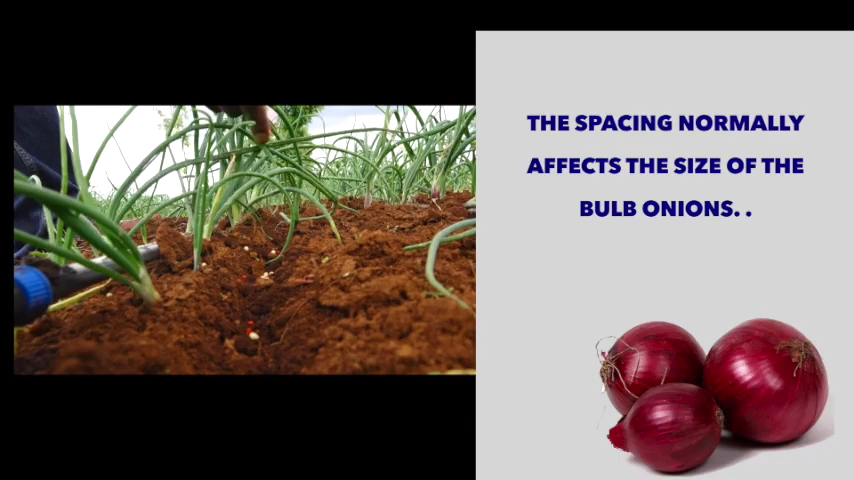 THE SPACING NORMALLY
AFFECTS THE SIZE OF THE
BULB ONIONS. .